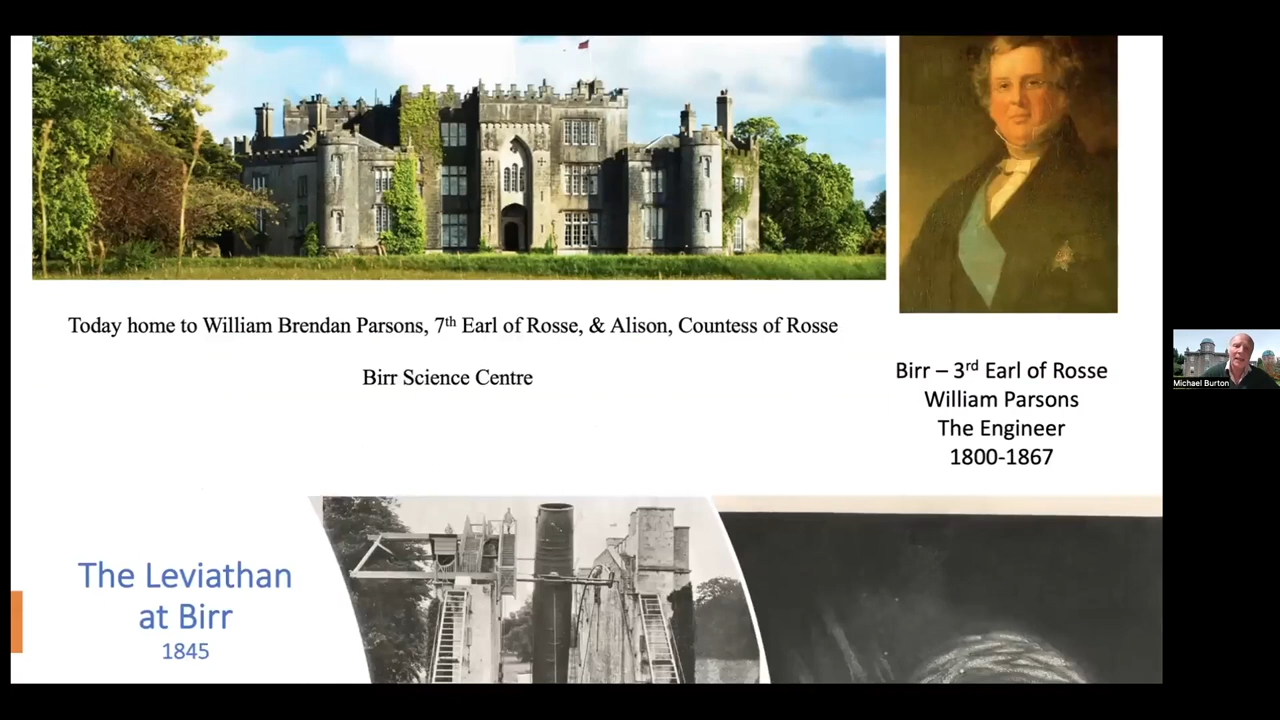 Today home to William Brendan Parsons, 7th Earl of Rosse, & Alison, Countess of Rosse
Birr Science Centre
Birr – 3rd Earl of Rosse
William Parsons
The Engineer
1800-1867
The Leviathan
at Birr
1845
Michael Burton